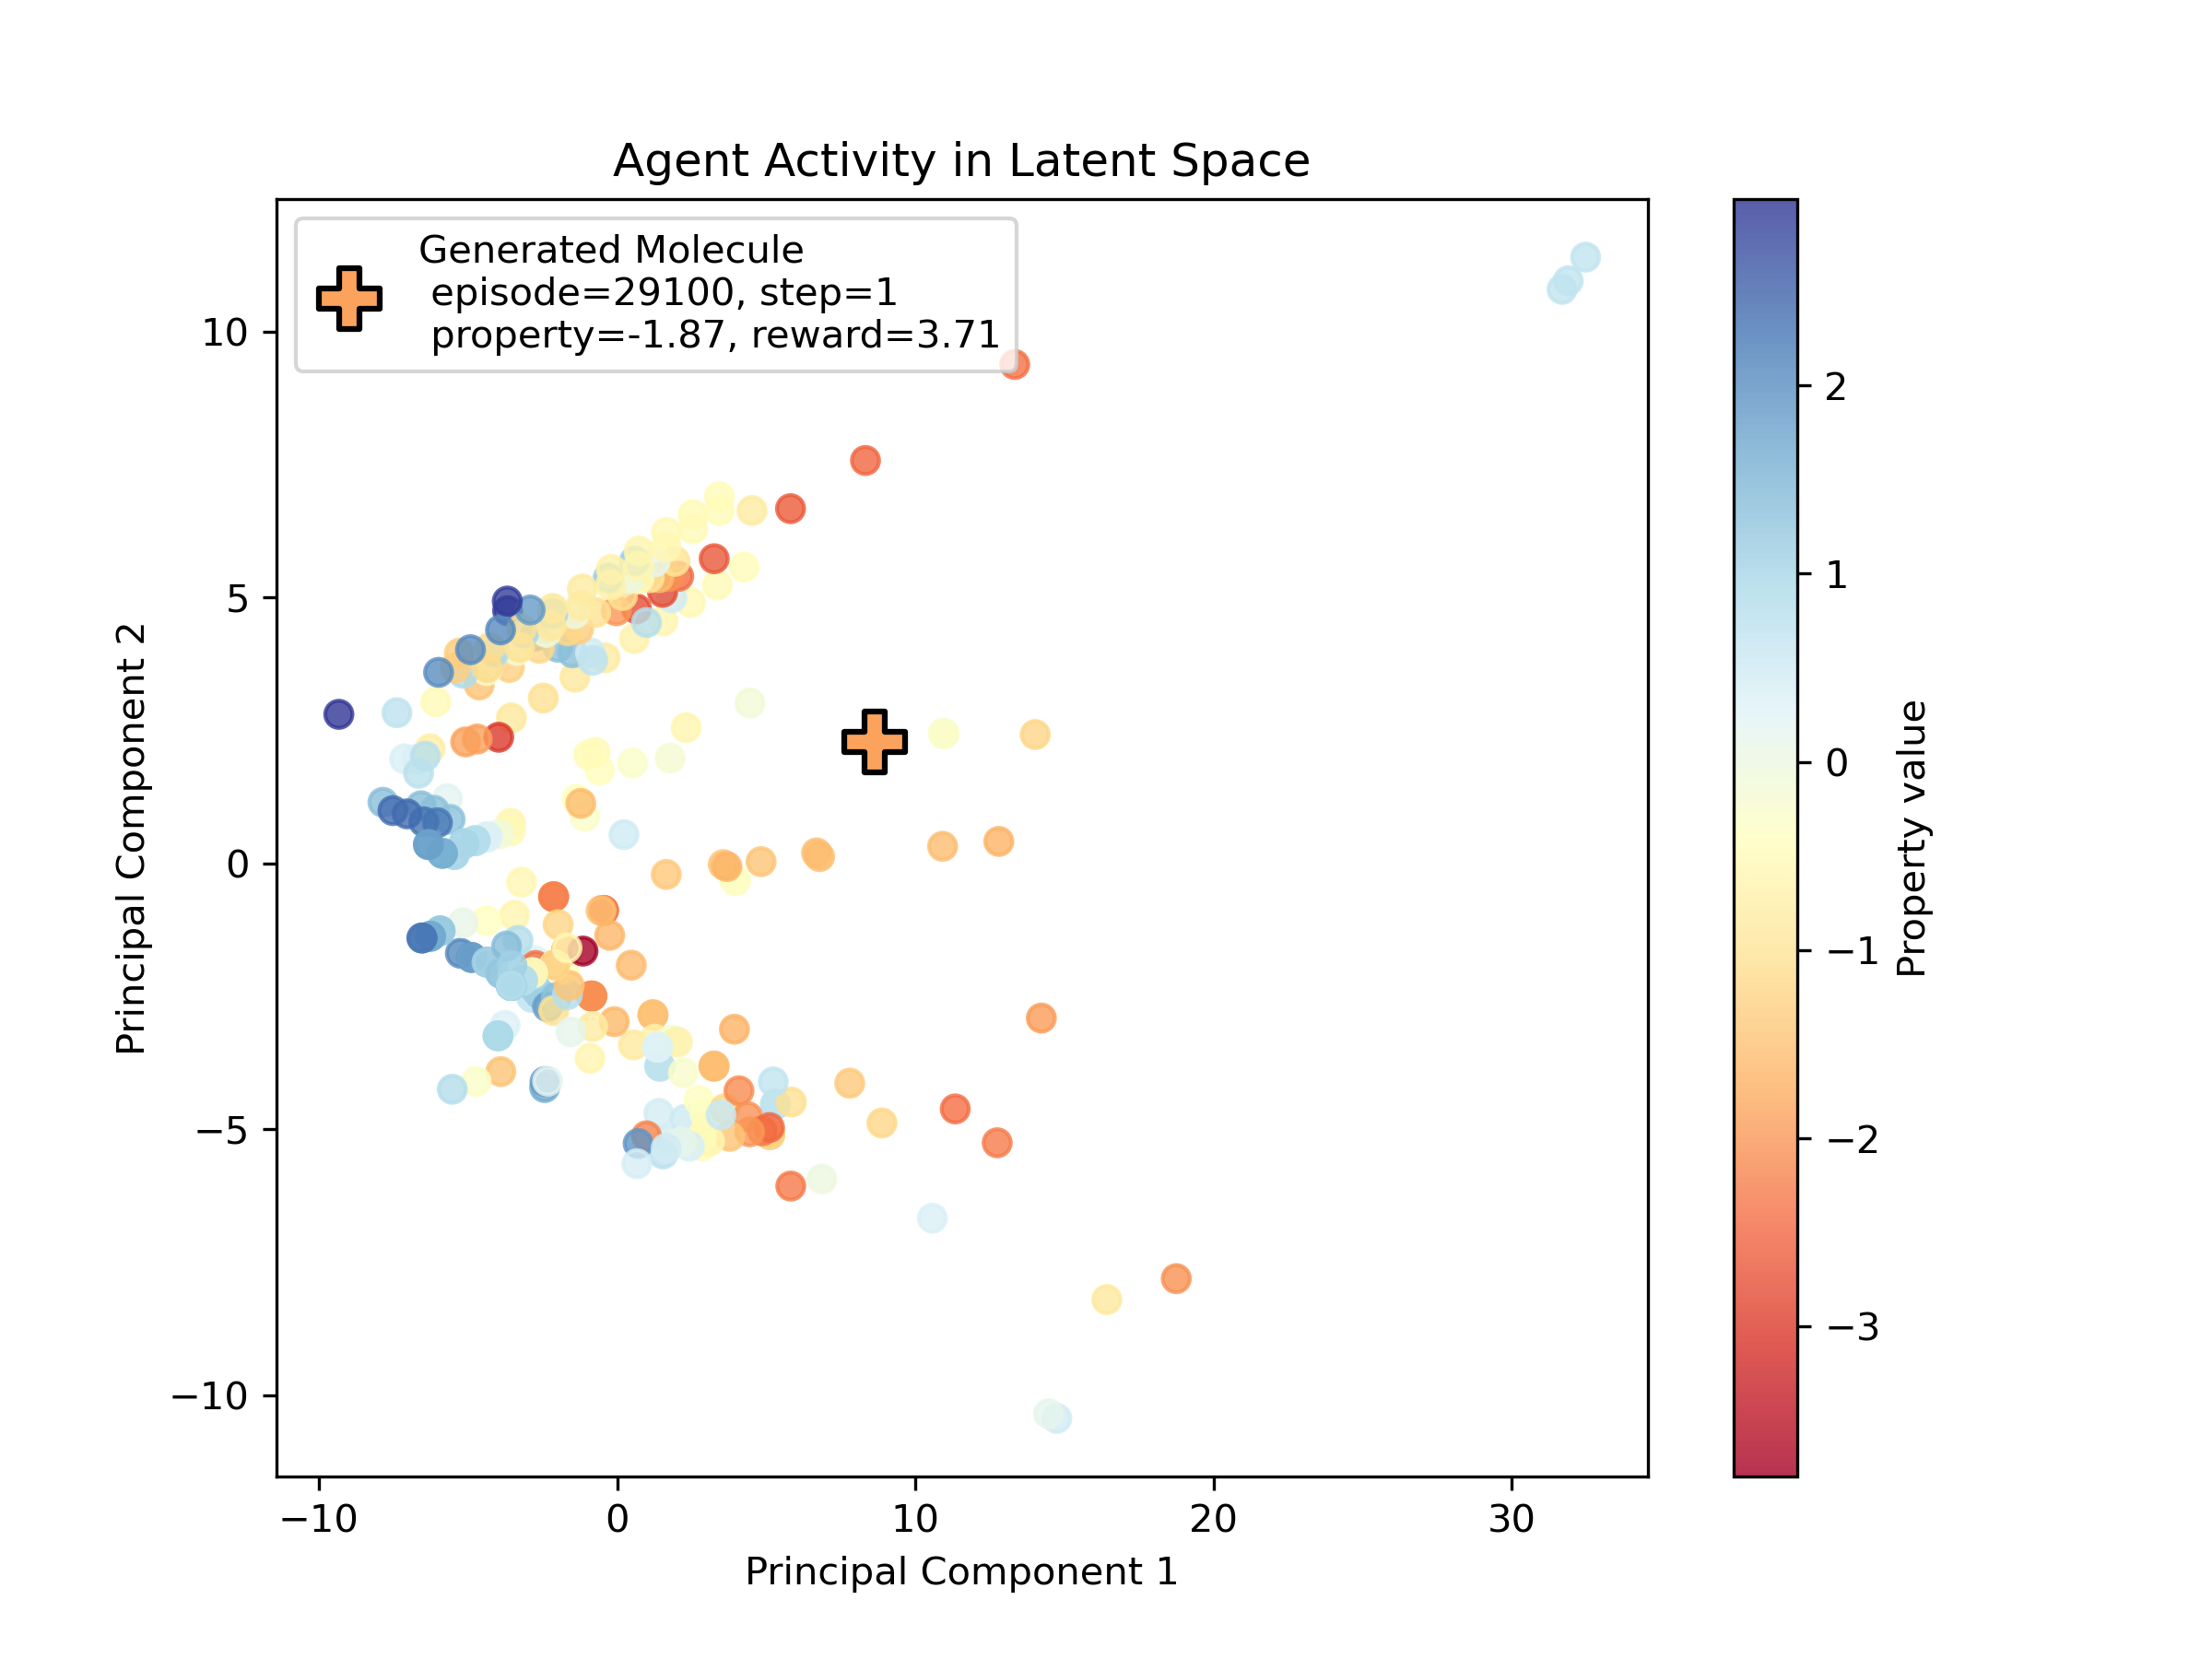 Agent Activity in Latent Space
Generated Molecule
episode=29100, step=1
property=-1.87, reward=3.71
10
5
0
−5
−10
Principal Component 2
−10
0
10
20
30
Principal Component 1
2
1
0
−1
−2
−3
Property value